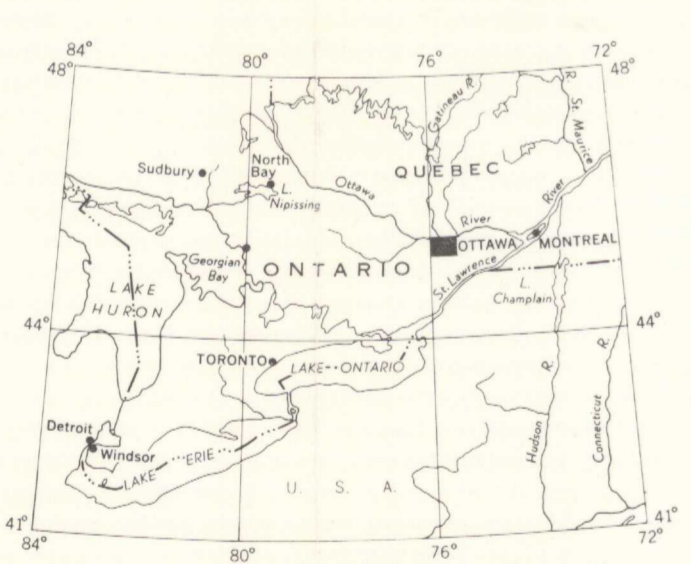 84°
80°
76°
72°
48°
48°
Gatineau R.
R.
St. Maurice
Sudbury
North
Bay
L.
Nipissing
Ottawa
QUEBEC
River
River
OTTAWA
MONTREAL
Georgian
Bay
ONTARIO
St. Lawrence
L.
Champlain
LAKE
HURON
44°
44°
TORONTO
LAKE ONTARIO
R.
R.
Hudson
Connecticut
Detroit
Windsor
LAKE ERIE
U. S. A.
41°
41°
84°
80°
76°
72°